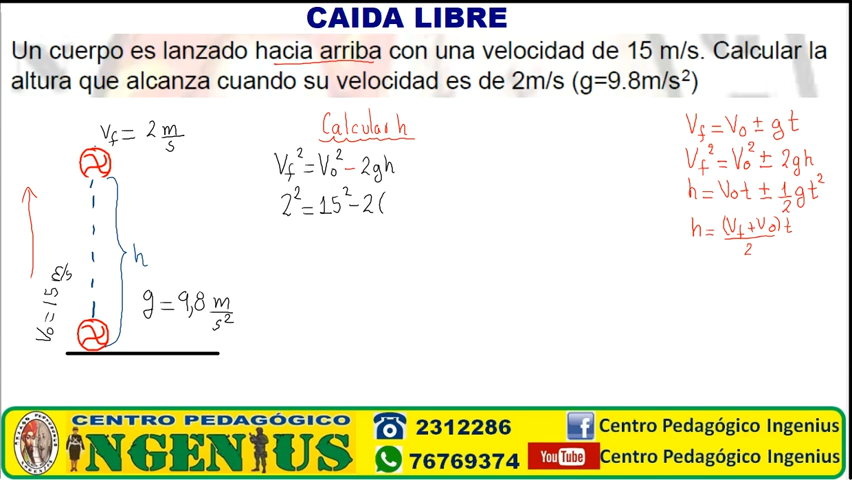 CAIDA LIBRE
Un cuerpo es lanzado hacia arriba con una velocidad de 15 m/s. Calcular la
altura que alcanza cuando su velocidad es de 2m/s (g=9.8m/s²)
Vf = 2 m/s
Calcular h
Vf² = Vo² - 2gh
2² = 15² - 2(
h
Vo = 15 m/s
g = 9,8 m/s²
Vf = Vo ± gt
Vf² = Vo² ± 2gh
h = Vot ± 1/2 gt²
h = (Vf + Vo)t / 2
CENTRO PEDAGÓGICO
INGENIUS
2312286
76769374
Centro Pedagógico Ingenius
YouTube Centro Pedagógico Ingenius